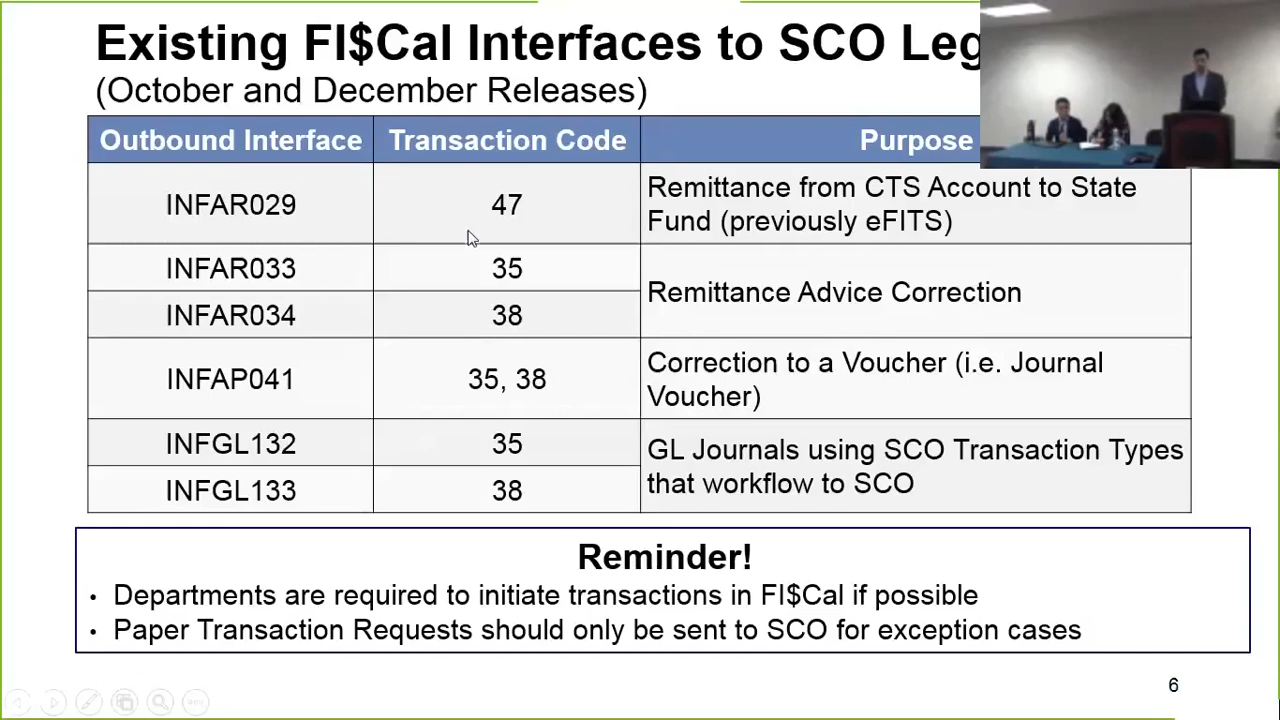 Existing FI$Cal Interfaces to SCO Leg
(October and December Releases)
Outbound Interface Transaction Code Purpose
INFAR029 47 Remittance from CTS Account to State
Fund (previously eFITS)
INFAR033 35 Remittance Advice Correction
INFAR034 38
INFAP041 35, 38 Correction to a Voucher (i.e. Journal
Voucher)
INFGL132 35 GL Journals using SCO Transaction Types
that workflow to SCO
INFGL133 38
Reminder!
• Departments are required to initiate transactions in FI$Cal if possible
• Paper Transaction Requests should only be sent to SCO for exception cases
6